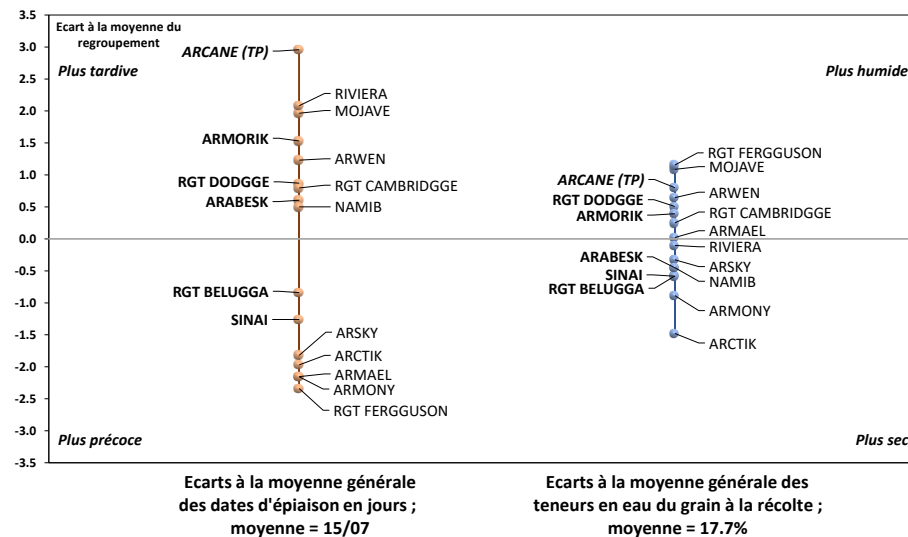 Ecart à la moyenne du
regroupement
3.5
3.0
2.5
2.0
1.5
1.0
0.5
0.0
-0.5
-1.0
-1.5
-2.0
-2.5
-3.0
-3.5
Plus tardive
Plus humide
ARCANE (TP)
RIVIERA
MOJAVE
ARMORIK
ARWEN
RGT DODGGE
RGT CAMBRIDGGE
ARABESK
NAMIB
RGT BELUGGA
SINAI
ARSKY
ARCTIK
ARMAEL
ARMONY
RGT FERGGUSON
RGT FERGGUSON
MOJAVE
ARCANE (TP)
ARWEN
RGT DODGGE
RGT CAMBRIDGGE
ARMORIK
ARMAEL
RIVIERA
ARABESK
ARSKY
SINAI
NAMIB
RGT BELUGGA
ARMONY
ARCTIK
Plus précoce
Plus sec
Ecarts à la moyenne générale
des dates d'épiaison en jours ;
moyenne = 15/07
Ecarts à la moyenne générale des
teneurs en eau du grain à la récolte ;
moyenne = 17.7%